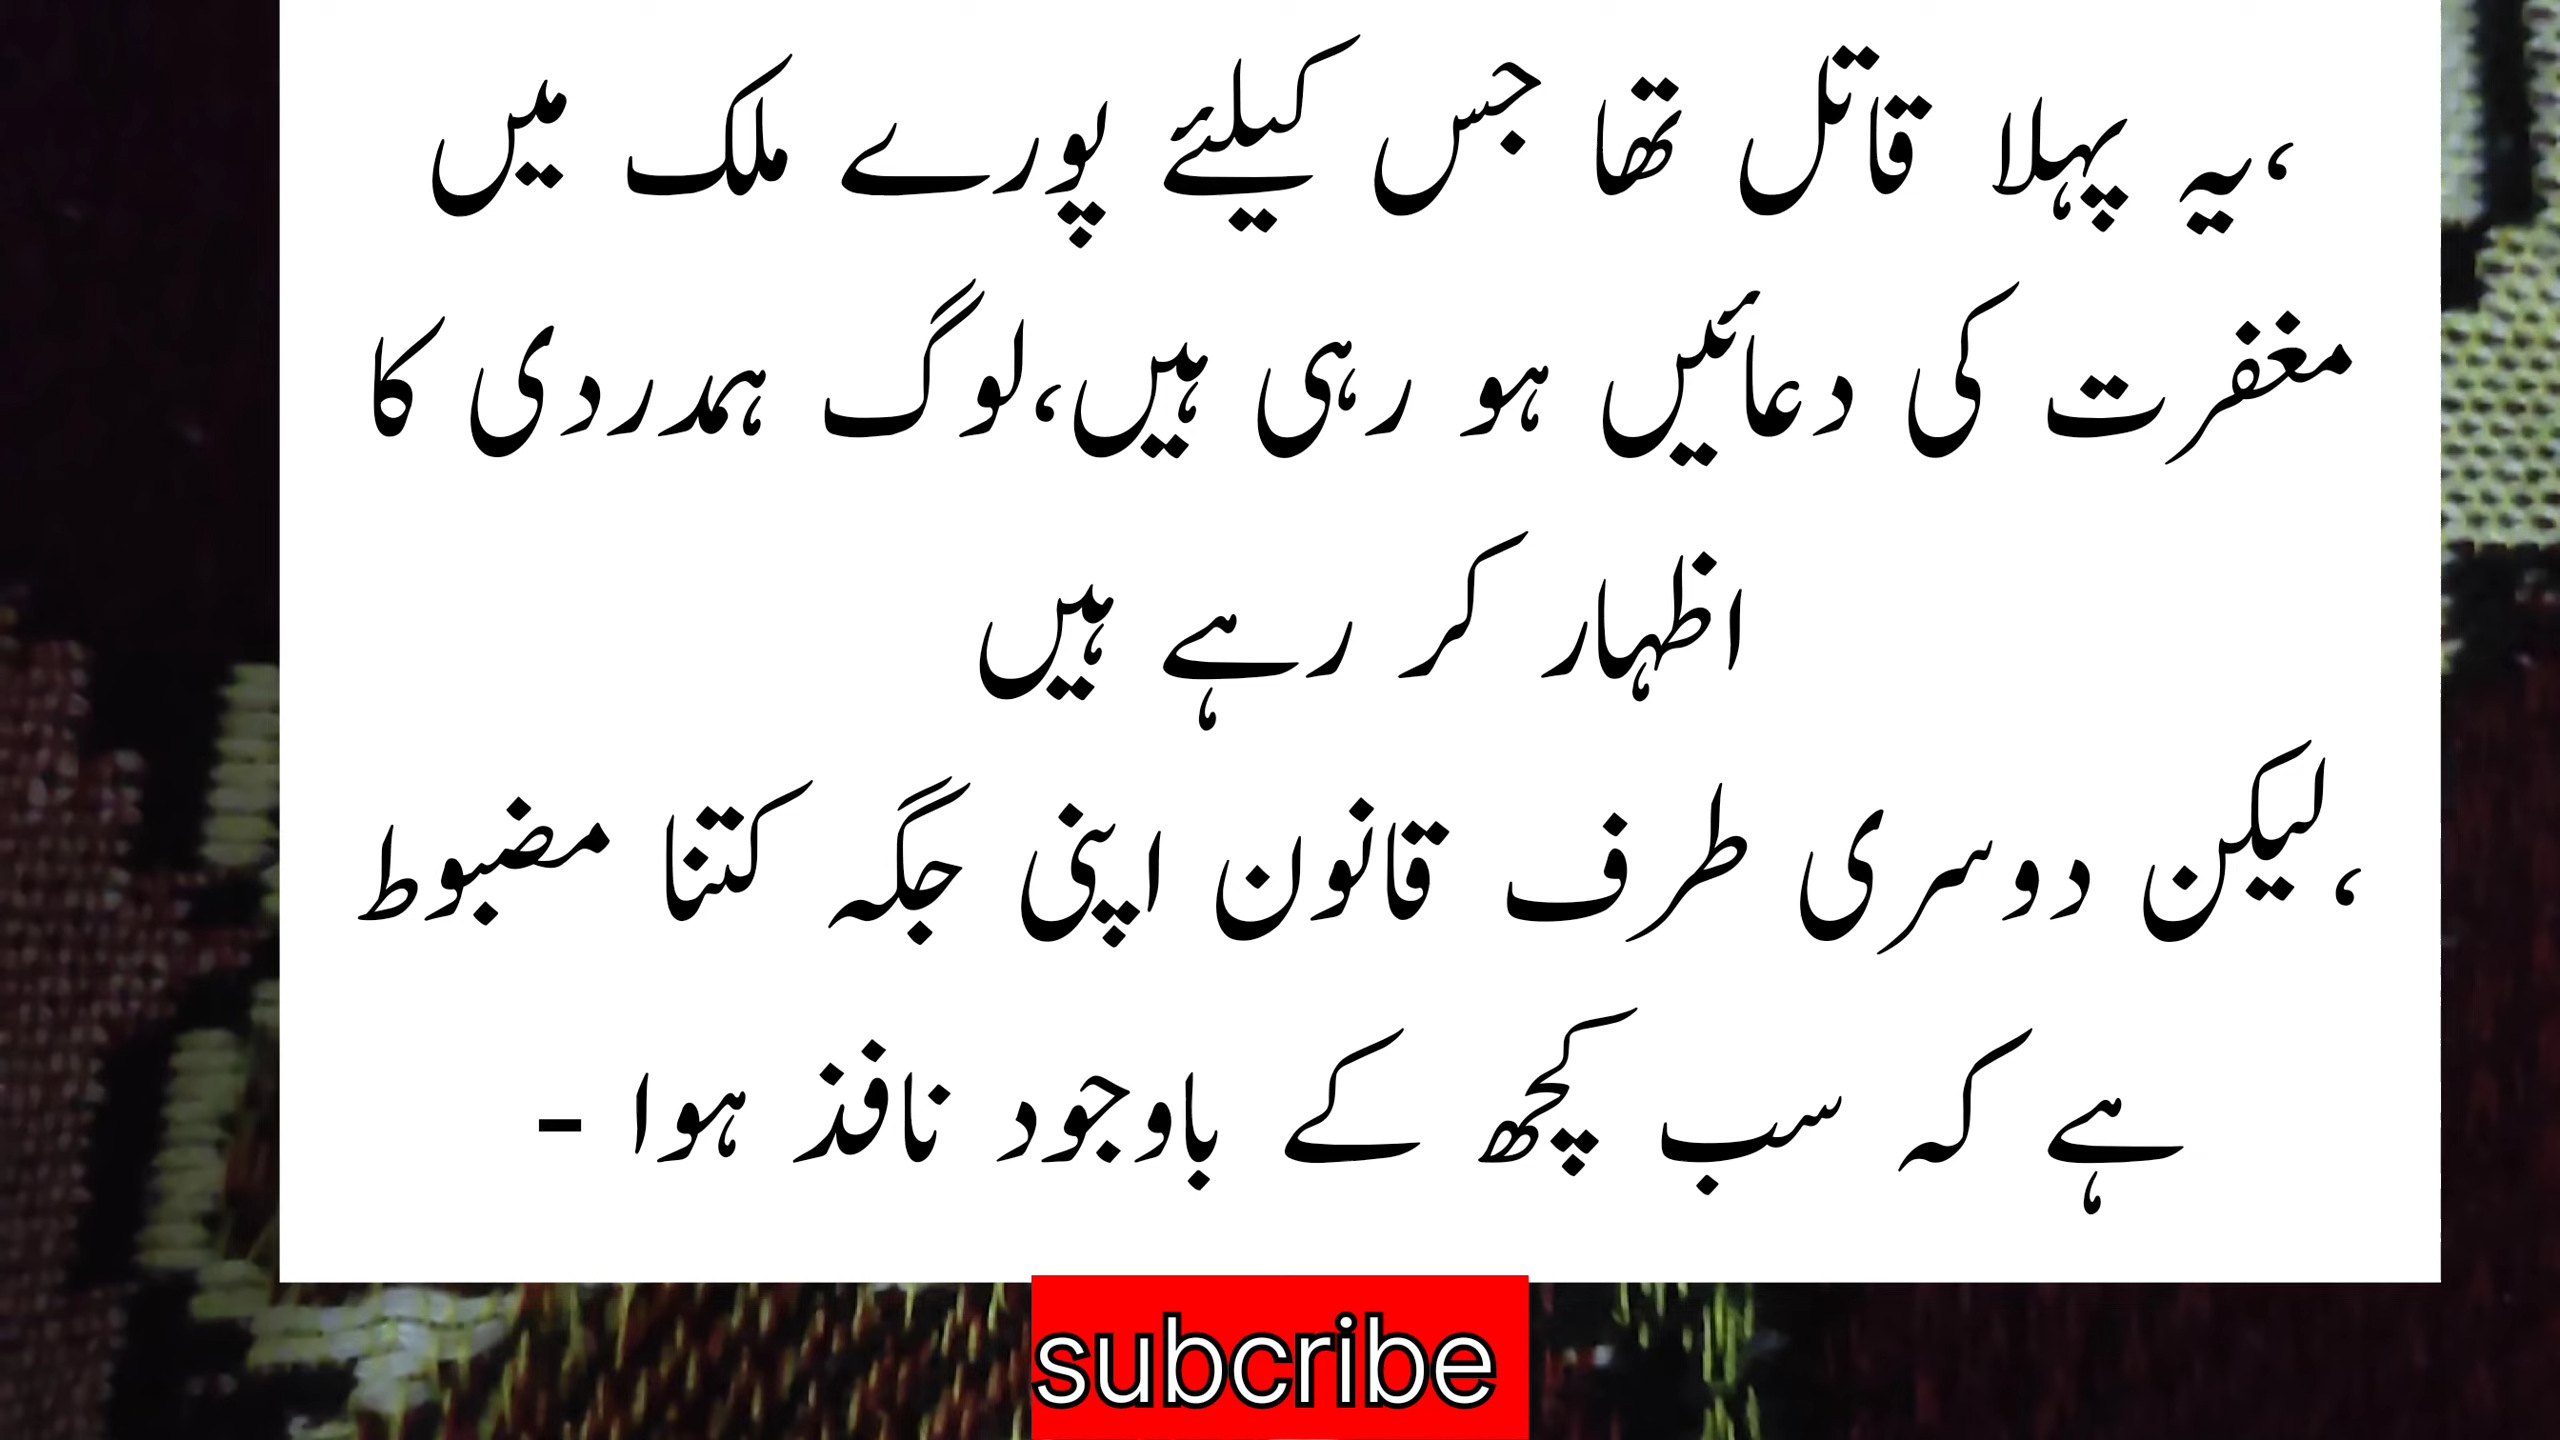 ،یہ پہلا قاتل تھا جس کیلئے پورے ملک میں
مغفرت کی دعائیں ہو رہی ہیں،لوگ ہمدردی کا
اظہار کر رہے ہیں
،لیکن دوسری طرف قانون اپنی جگہ کتنا مضبوط
ہے کہ سب کچھ کے باوجود نافذ ہوا -
subcribe